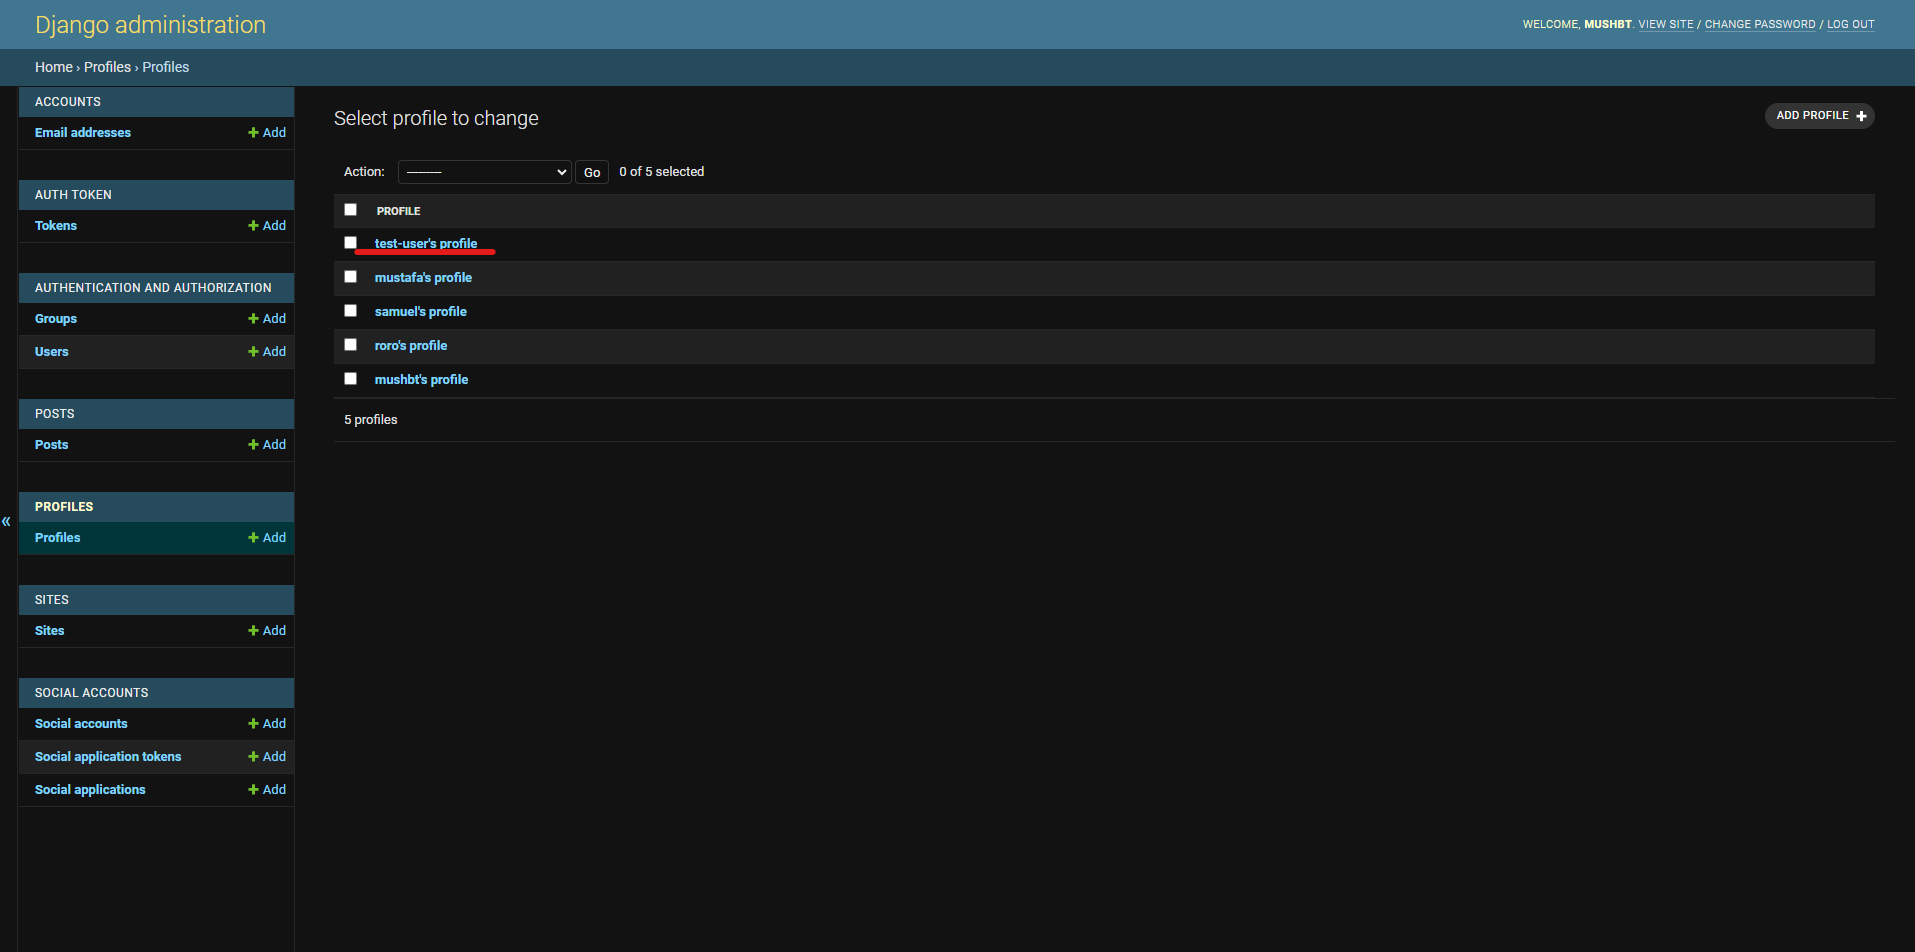 Django administration
WELCOME, MUSHBT. VIEW SITE / CHANGE PASSWORD / LOG OUT
Home › Profiles › Profiles
ACCOUNTS
Email addresses Add
AUTH TOKEN
Tokens Add
AUTHENTICATION AND AUTHORIZATION
Groups Add
Users Add
POSTS
Posts Add
PROFILES
Profiles Add
SITES
Sites Add
SOCIAL ACCOUNTS
Social accounts Add
Social application tokens Add
Social applications Add
«
Select profile to change
ADD PROFILE
Action: --------- Go 0 of 5 selected
PROFILE
test-user's profile
mustafa's profile
samuel's profile
roro's profile
mushbt's profile
5 profiles